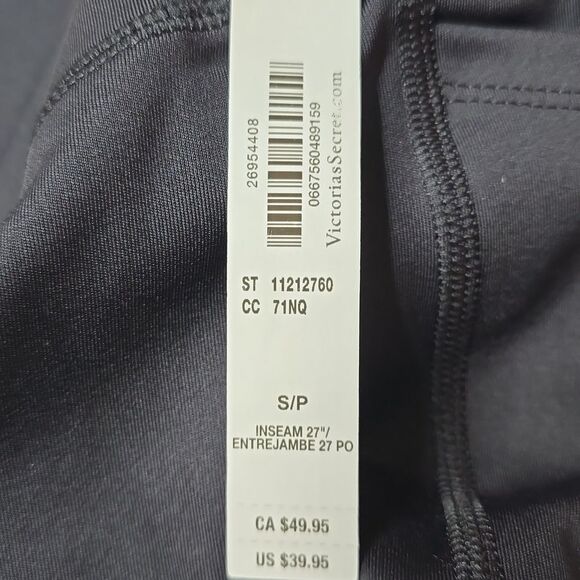 26954408
0667560489159
VictoriasSecret.com
ST 11212760
CC 71NQ
S/P
INSEAM 27"/
ENTREJAMBE 27 PO
CA $49.95
US $39.95